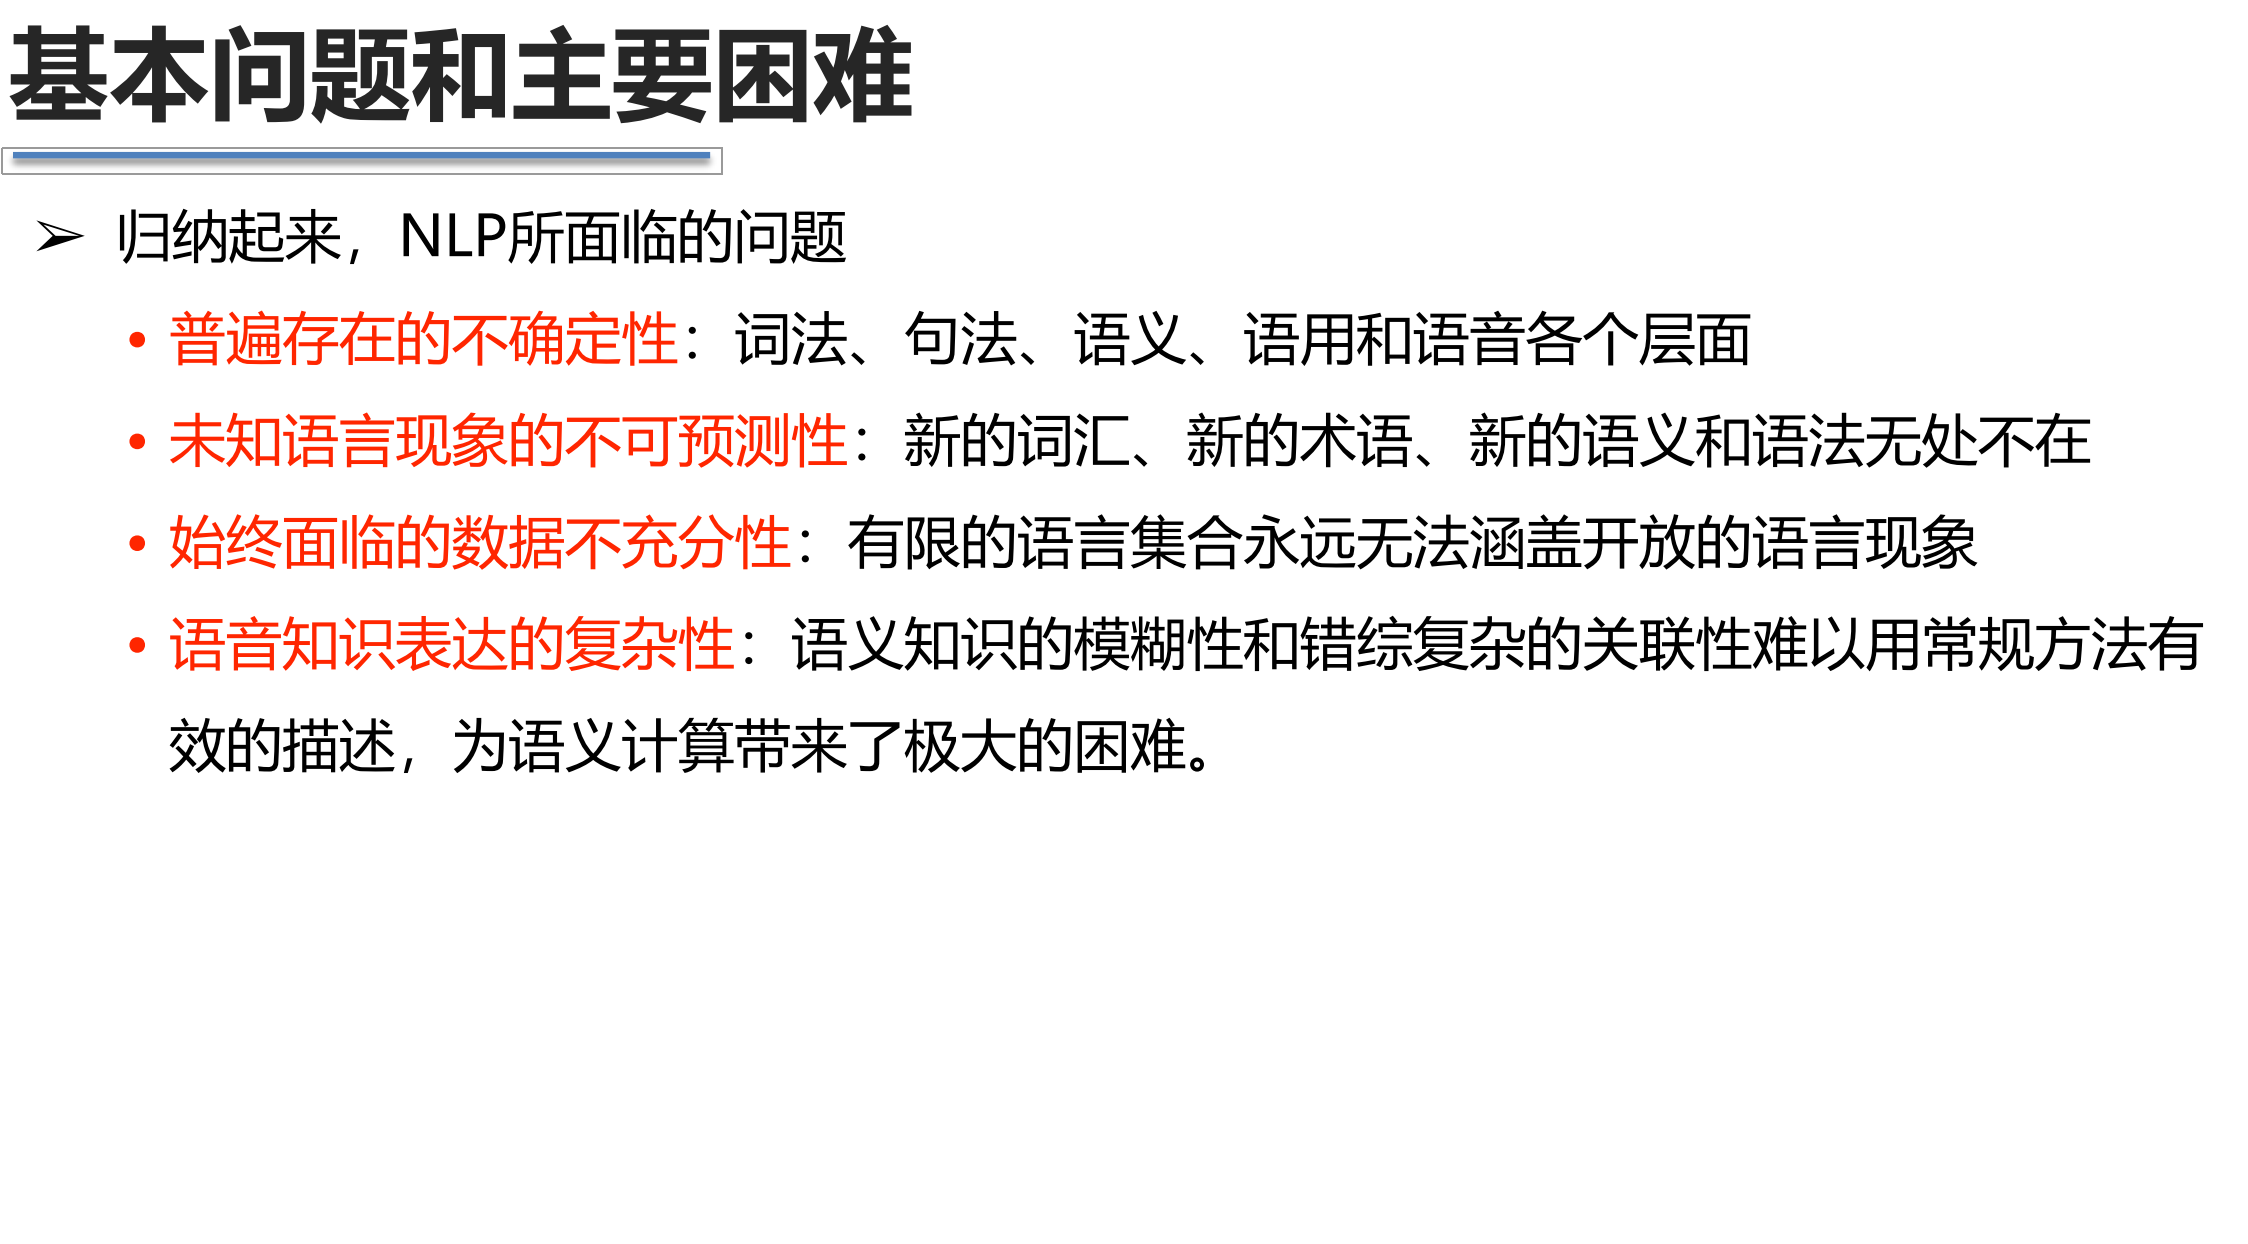 基本问题和主要困难
➢ 归纳起来，NLP所面临的问题
• 普遍存在的不确定性：词法、句法、语义、语用和语音各个层面
• 未知语言现象的不可预测性：新的词汇、新的术语、新的语义和语法无处不在
• 始终面临的数据不充分性：有限的语言集合永远无法涵盖开放的语言现象
• 语音知识表达的复杂性：语义知识的模糊性和错综复杂的关联性难以用常规方法有
效的描述，为语义计算带来了极大的困难。